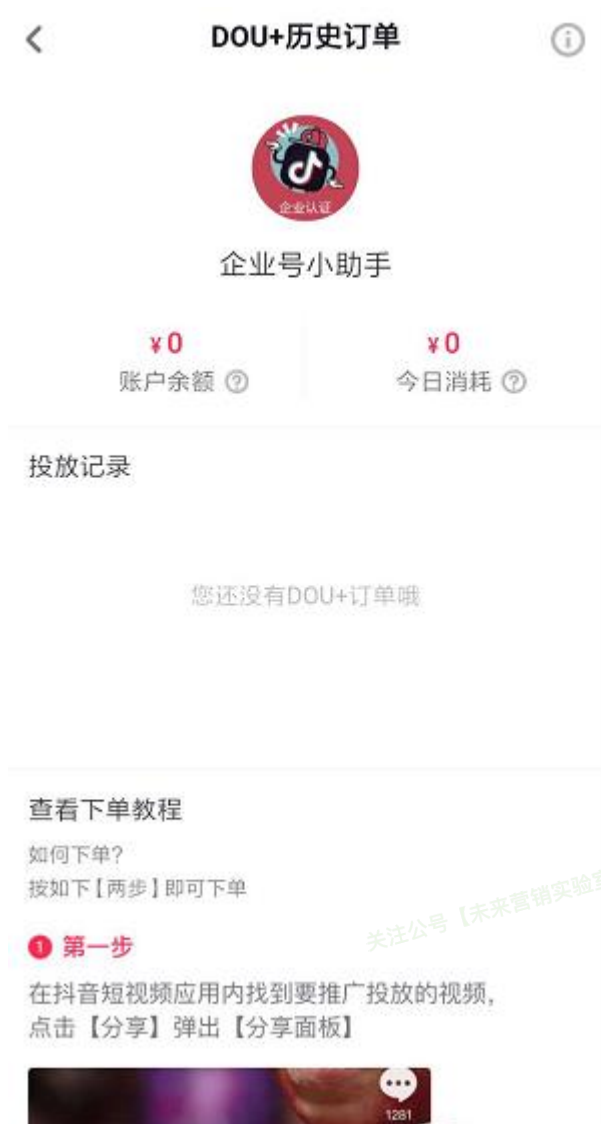 DOU+历史订单
企业认证
企业号小助手
¥0
¥0
账户余额
今日消耗
投放记录
您还没有DOU+订单哦
查看下单教程
如何下单?
按如下【两步】即可下单
关注公号【未来营销实验室
1 第一步
在抖音短视频应用内找到要推广投放的视频,
点击【分享】弹出【分享面板】
1281